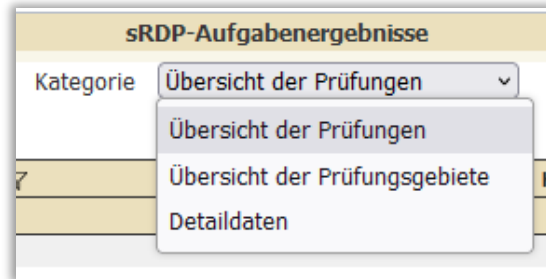 sRDP-Aufgabenergebnisse
Kategorie Übersicht der Prüfungen
Übersicht der Prüfungen
Übersicht der Prüfungsgebiete
Detaildaten